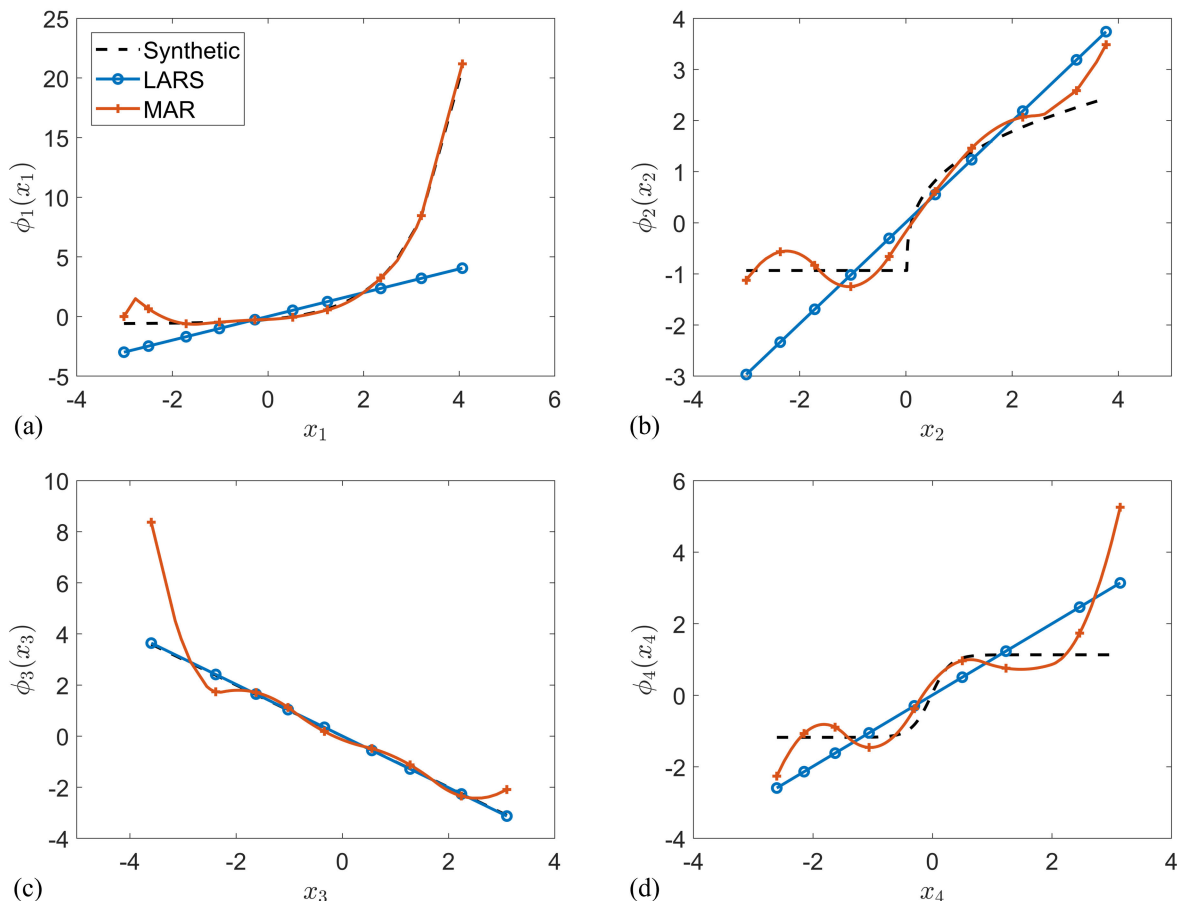 25
20
15
10
5
0
-5
-4 -2 0 2 4 6
ϕ₁(x₁)
x₁
Synthetic
LARS
MAR
(a)
4
3
2
1
0
-1
-2
-3
-4 -2 0 2 4
ϕ₂(x₂)
x₂
(b)
10
8
6
4
2
0
-2
-4
-4 -2 0 2 4
ϕ₃(x₃)
x₃
(c)
6
4
2
0
-2
-4
-4 -2 0 2 4
ϕ₄(x₄)
x₄
(d)